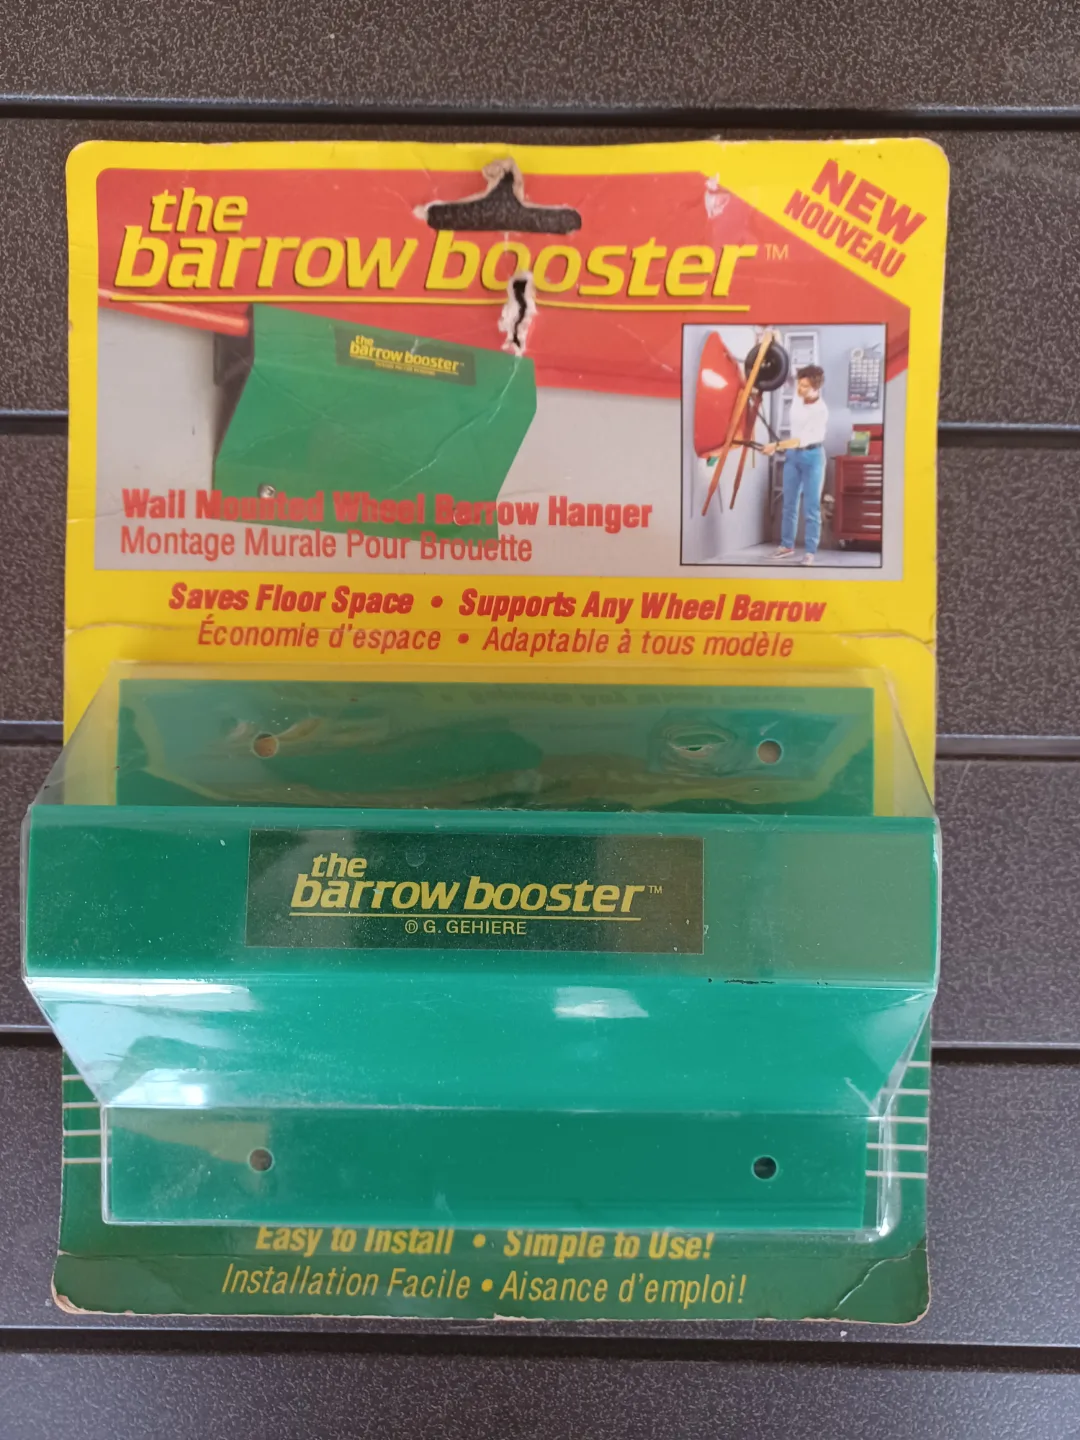 the
barrow booster™
NEW
NOUVEAU
the
barrow booster
Wall Mounted Wheel Barrow Hanger
Montage Murale Pour Brouette
Saves Floor Space • Supports Any Wheel Barrow
Économie d'espace • Adaptable à tous modèle
the
barrow booster™
© G. GEHIERE
Easy to Install • Simple to Use!
Installation Facile • Aisance d'emploi!